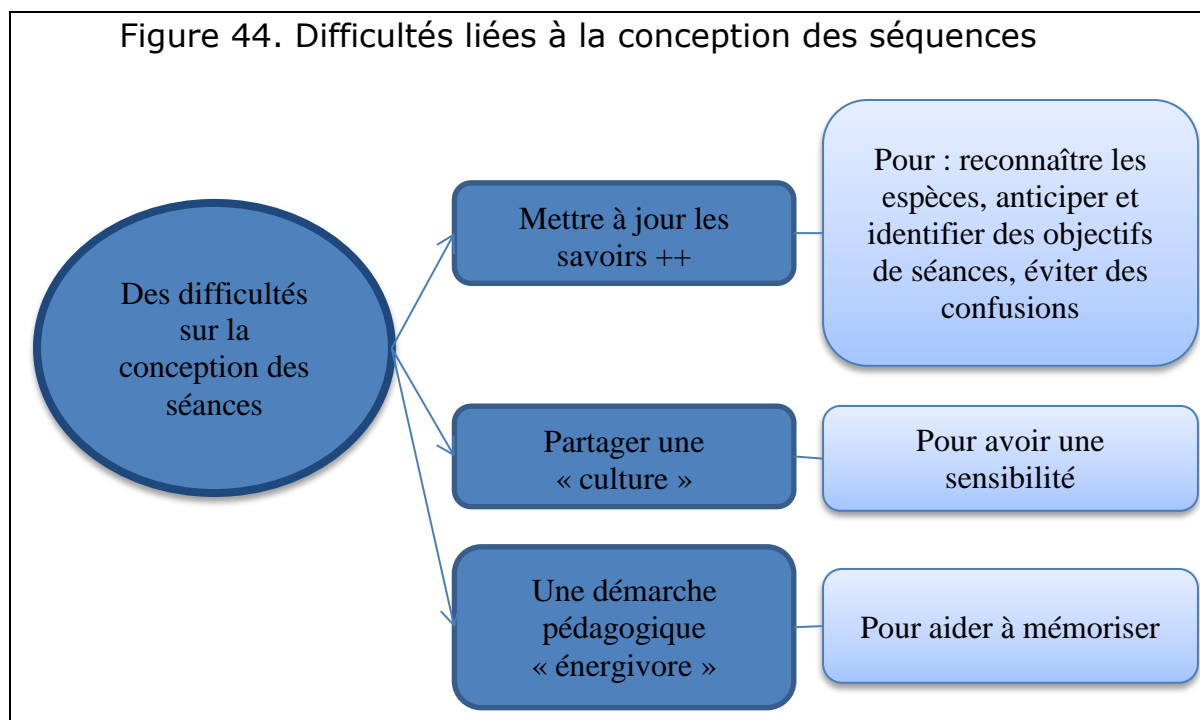 Figure 44. Difficultés liées à la conception des séquences
Des difficultés
sur la
conception des
séances
Mettre à jour les
savoirs ++
Pour : reconnaître les
espèces, anticiper et
identifier des objectifs
de séances, éviter des
confusions
Partager une
« culture »
Pour avoir une
sensibilité
Une démarche
pédagogique
« énergivore »
Pour aider à mémoriser